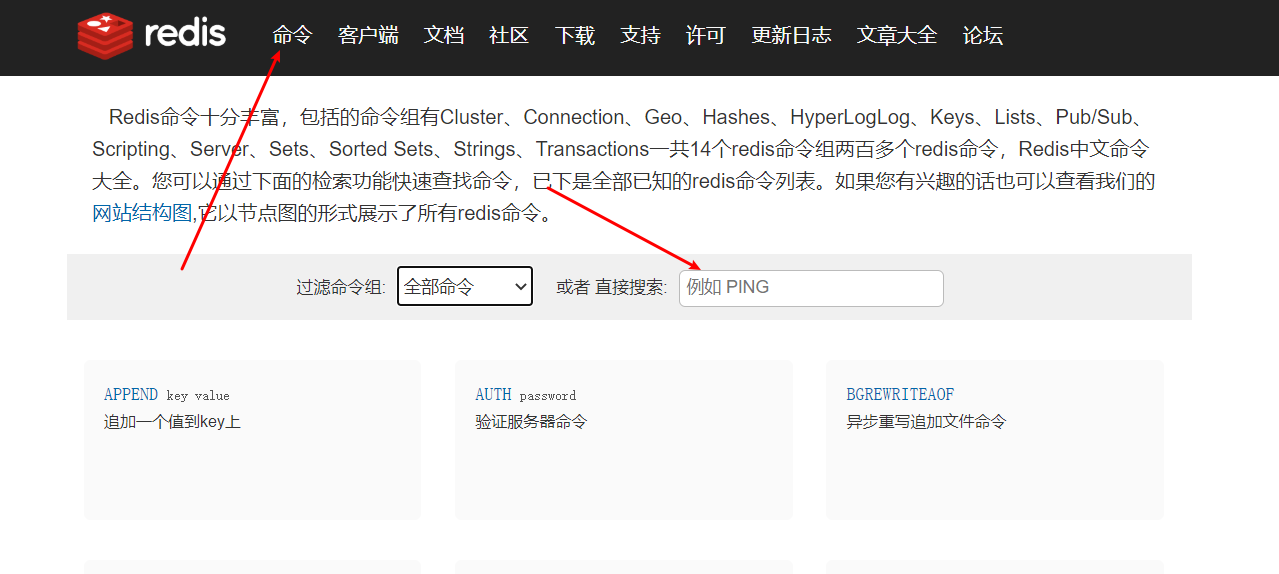 redis 命令 客户端 文档 社区 下载 支持 许可 更新日志 文章大全 论坛
Redis命令十分丰富，包括的命令组有Cluster、Connection、Geo、Hashes、HyperLogLog、Keys、Lists、Pub/Sub、
Scripting、Server、Sets、Sorted Sets、Strings、Transactions一共14个redis命令组两百多个redis命令，Redis中文命令
大全。您可以通过下面的检索功能快速查找命令，已下是全部已知的redis命令列表。如果您有兴趣的话也可以查看我们的
网站结构图,它以节点图的形式展示了所有redis命令。
过滤命令组: 全部命令 或者 直接搜索: 例如 PING
APPEND key value
追加一个值到key上
AUTH password
验证服务器命令
BGREWRITEAOF
异步重写追加文件命令